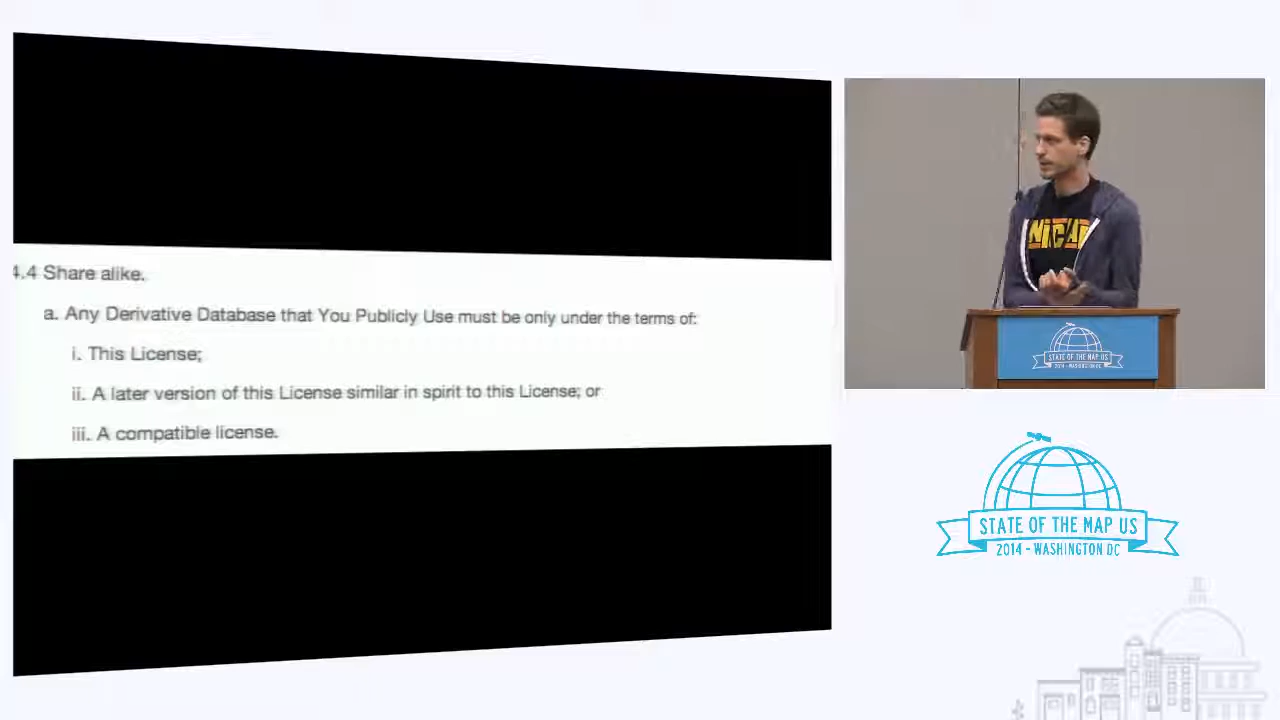 4.4 Share alike.
a. Any Derivative Database that You Publicly Use must be only under the terms of:
i. This License;
ii. A later version of this License similar in spirit to this License; or
iii. A compatible license.
STATE OF THE MAP US
2014 - WASHINGTON DC
STATE OF THE MAP US
2014 - WASHINGTON DC